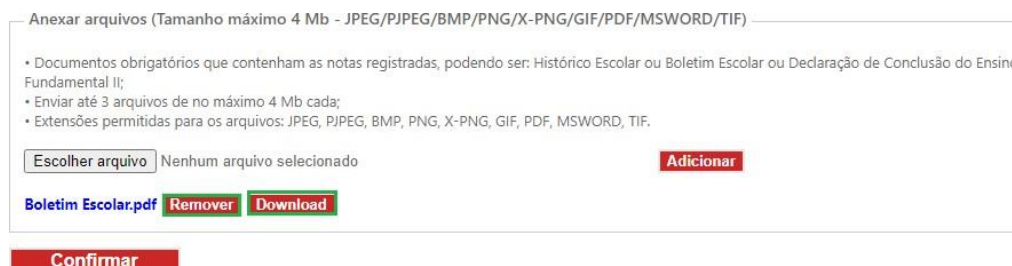 Anexar arquivos (Tamanho máximo 4 Mb - JPEG/PJPEG/BMP/PNG/X-PNG/GIF/PDF/MSWORD/TIF)
• Documentos obrigatórios que contenham as notas registradas, podendo ser: Histórico Escolar ou Boletim Escolar ou Declaração de Conclusão do Ensino
Fundamental II;
• Enviar até 3 arquivos de no máximo 4 Mb cada;
• Extensões permitidas para os arquivos: JPEG, PJPEG, BMP, PNG, X-PNG, GIF, PDF, MSWORD, TIF.
Escolher arquivo Nenhum arquivo selecionado Adicionar
Boletim Escolar.pdf Remover Download
Confirmar